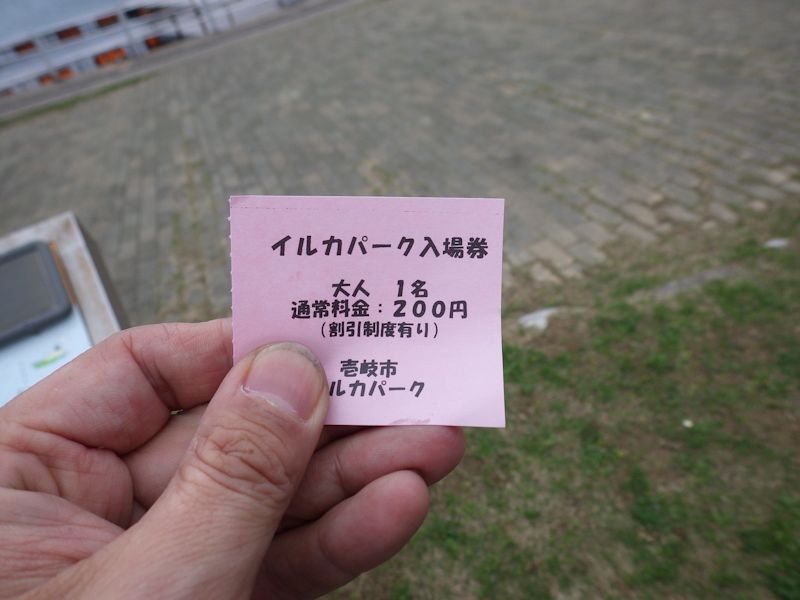 イルカパーク入場券
大人　1名
通常料金：200円
（割引制度有り）
壱岐市
ルカパーク